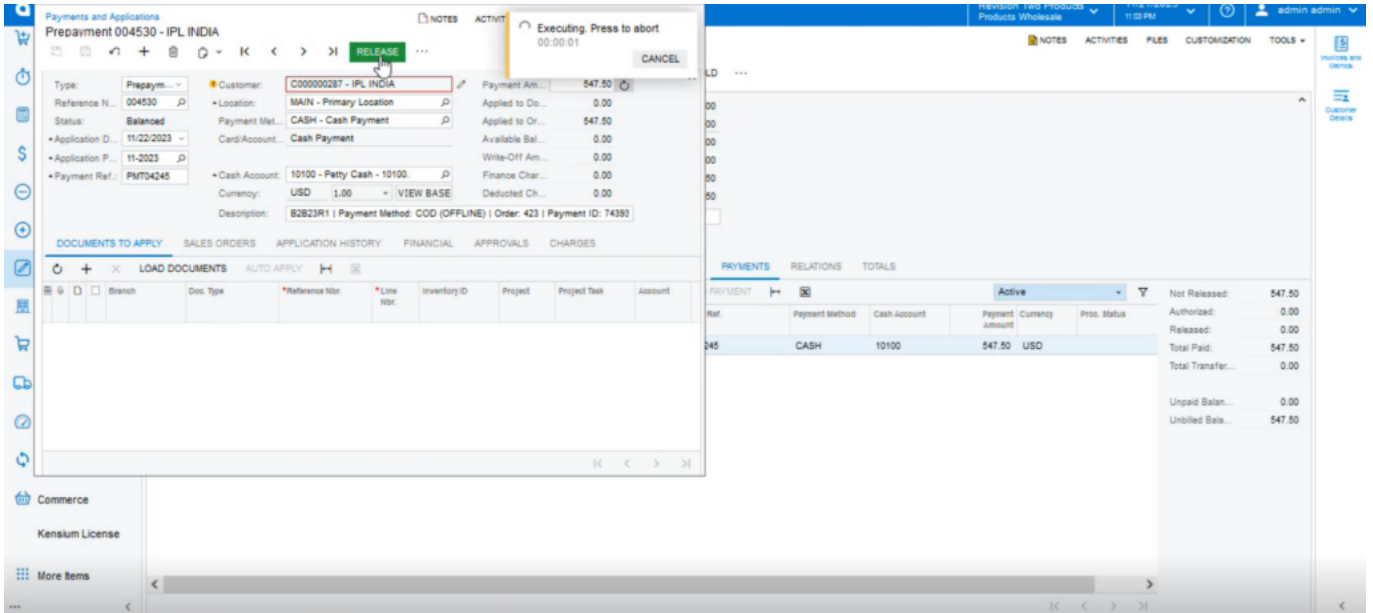 Payments and Applications
Prepayment 004530 - IPL INDIA
NOTES
RELEASE
Executing. Press to abort
00:00:01
CANCEL
Products Wholesale
11:03 PM
admin admin
NOTES ACTIVITIES FILES CUSTOMIZATION TOOLS
Type: Prepaym...
Customer: C000000287 - IPL INDIA
Payment Am... 547.50
Reference N... 004530
Location: MAIN - Primary Location
Applied to Do... 0.00
Status: Balanced
Payment Met... CASH - Cash Payment
Applied to Or... 547.50
Application D... 11/22/2023
Card/Account... Cash Payment
Available Bal... 0.00
Application P... 11-2023
Write-Off Am... 0.00
Payment Ref.: PMT04245
Cash Account: 10100 - Petty Cash - 10100.
Finance Char... 0.00
Currency: USD 1.00 VIEW BASE
Deducted Ch... 0.00
Description: B2B23R1 | Payment Method: COD (OFFLINE) | Order: 423 | Payment ID: 74393
DOCUMENTS TO APPLY SALES ORDERS APPLICATION HISTORY FINANCIAL APPROVALS CHARGES
LOAD DOCUMENTS AUTO APPLY
Branch Doc. Type *Reference Nbr. *Line Nbr. Inventory ID Project Project Task Account
PAYMENTS RELATIONS TOTALS
PAYMENT
Active
Ref. Payment Method Cash Account Payment Amount Currency Proc. Status
245 CASH 10100 547.50 USD
Not Released: 547.50
Authorized: 0.00
Released: 0.00
Total Paid: 547.50
Total Transfer... 0.00
Unpaid Balan... 0.00
Unbilled Bala... 547.50
Invoices and Memos
Customer Details
Commerce
Kensium License
More Items